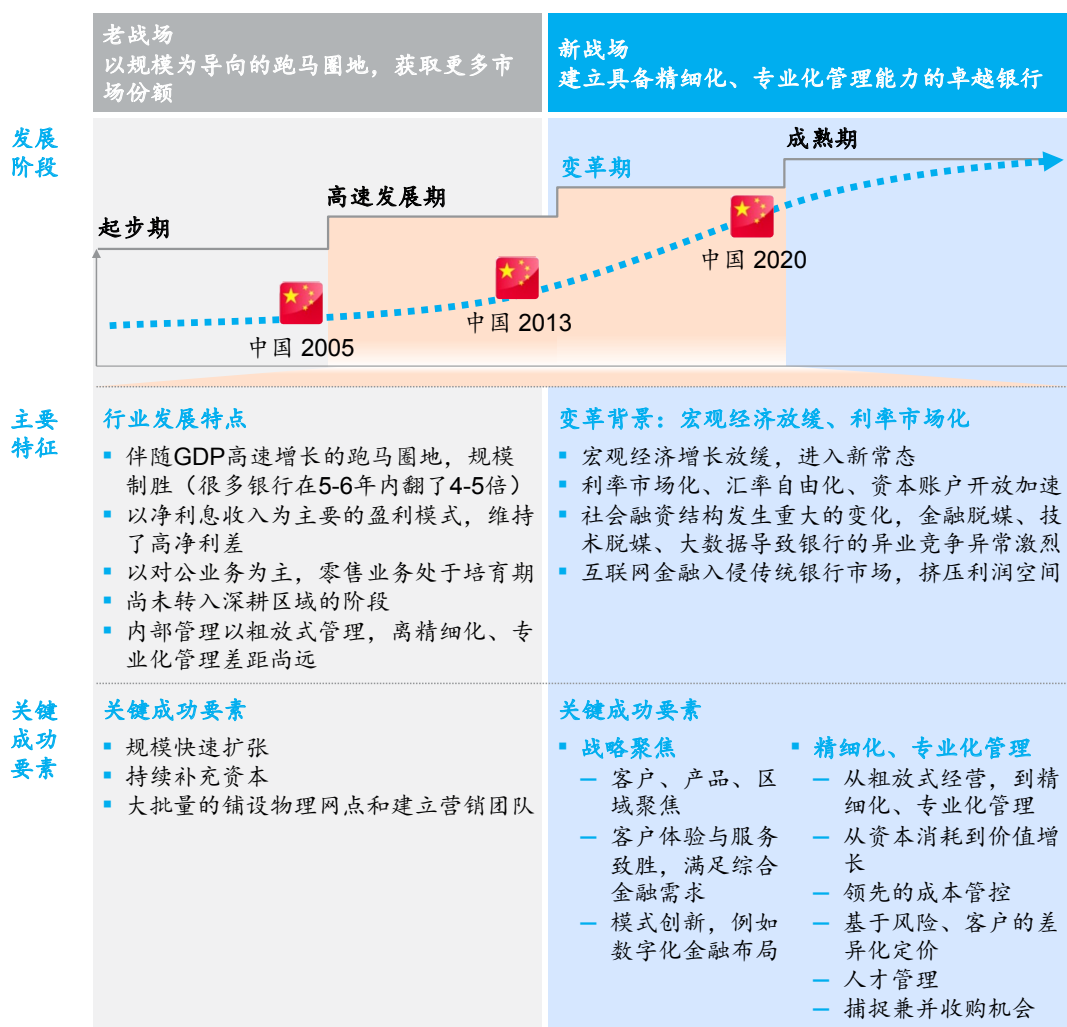 老战场
以规模为导向的跑马圈地，获取更多市
场份额
新战场
建立具备精细化、专业化管理能力的卓越银行
发展
阶段
起步期
高速发展期
变革期
成熟期
中国 2005
中国 2013
中国 2020
主要
特征
行业发展特点
▪ 伴随GDP高速增长的跑马圈地，规模
制胜（很多银行在5-6年内翻了4-5倍）
▪ 以净利息收入为主要的盈利模式，维持
了高净利差
▪ 以对公业务为主，零售业务处于培育期
▪ 尚未转入深耕区域的阶段
▪ 内部管理以粗放式管理，离精细化、专
业化管理差距尚远
变革背景：宏观经济放缓、利率市场化
▪ 宏观经济增长放缓，进入新常态
▪ 利率市场化、汇率自由化、资本账户开放加速
▪ 社会融资结构发生重大的变化，金融脱媒、技
术脱媒、大数据导致银行的异业竞争异常激烈
▪ 互联网金融入侵传统银行市场，挤压利润空间
关键
成功
要素
关键成功要素
▪ 规模快速扩张
▪ 持续补充资本
▪ 大批量的铺设物理网点和建立营销团队
关键成功要素
▪ 战略聚焦
— 客户、产品、区
域聚焦
— 客户体验与服务
致胜，满足综合
金融需求
— 模式创新，例如
数字化金融布局
▪ 精细化、专业化管理
— 从粗放式经营，到精
细化、专业化管理
— 从资本消耗到价值增
长
— 领先的成本管控
— 基于风险、客户的差
异化定价
— 人才管理
— 捕捉兼并收购机会